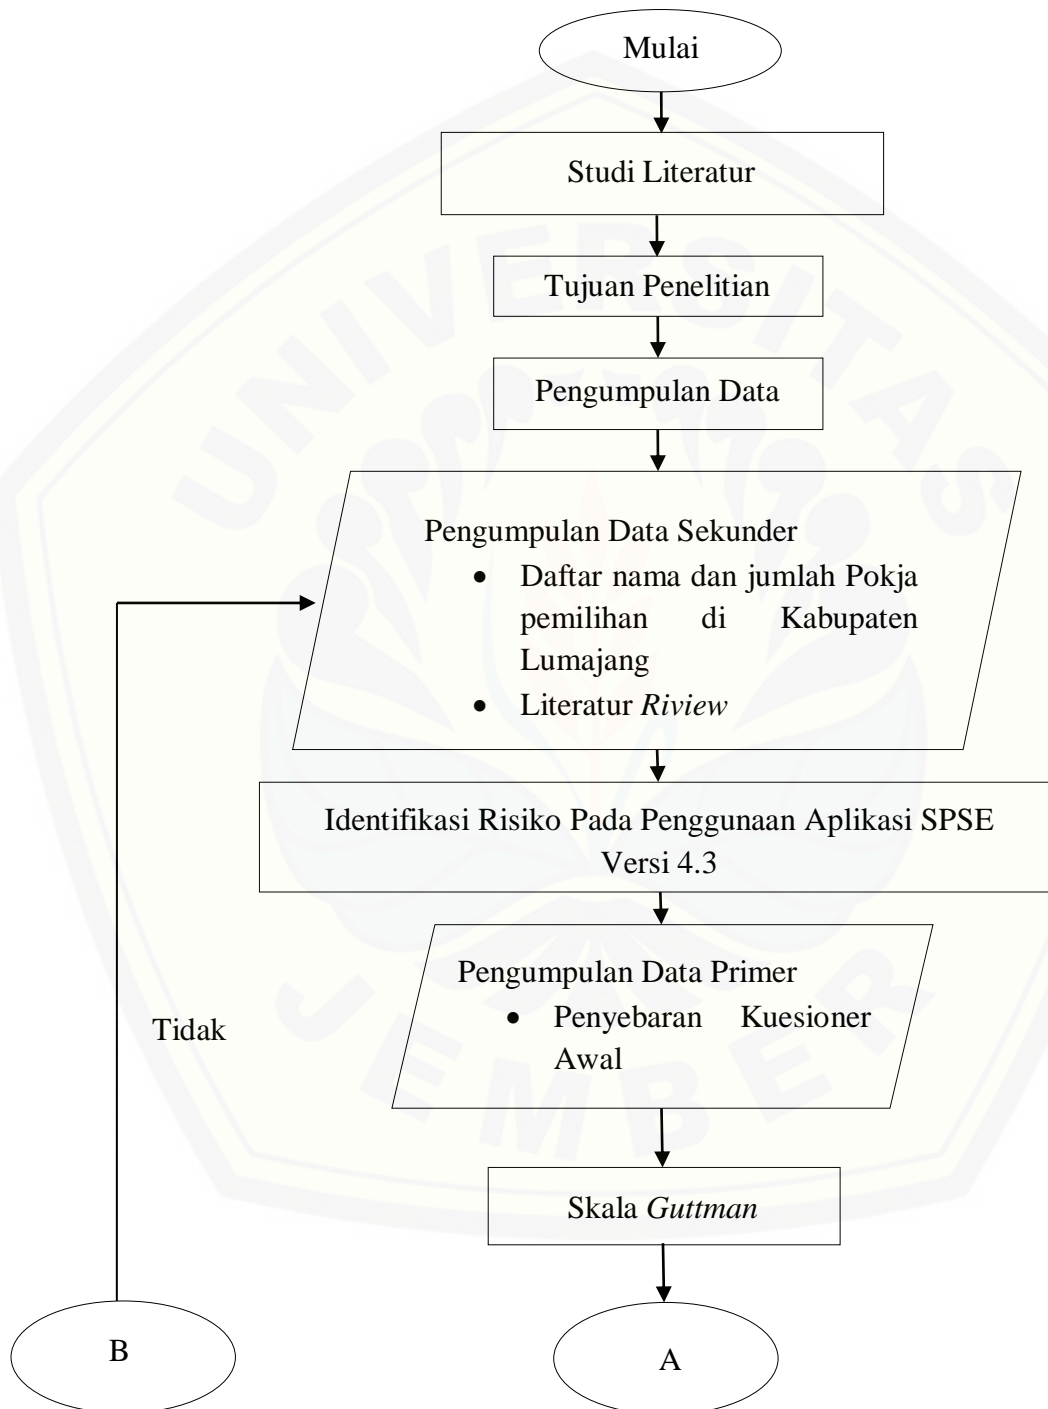 Mulai
Studi Literatur
Tujuan Penelitian
Pengumpulan Data
Pengumpulan Data Sekunder
• Daftar nama dan jumlah Pokja
pemilihan di Kabupaten
Lumajang
• Literatur Riview
Identifikasi Risiko Pada Penggunaan Aplikasi SPSE
Versi 4.3
Pengumpulan Data Primer
• Penyebaran Kuesioner
Awal
Tidak
Skala Guttman
B
A
UNIVERSITAS
JEMBER